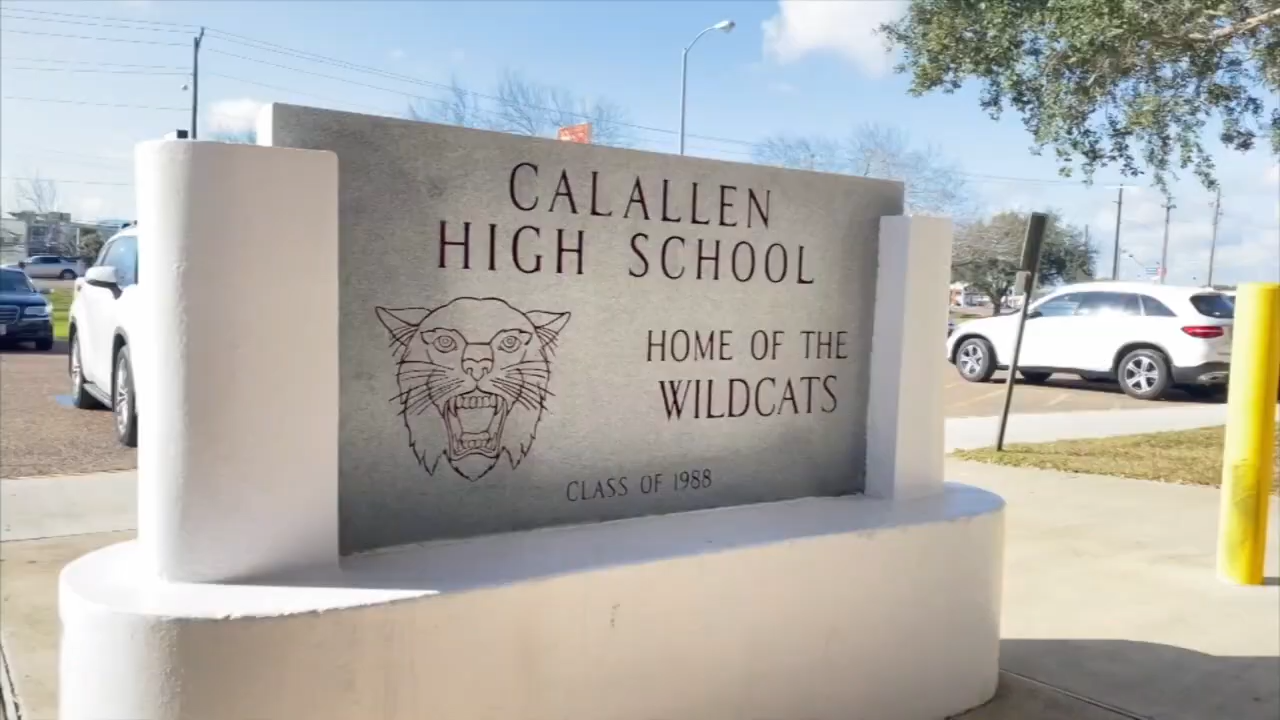 CALALLEN
HIGH SCHOOL
HOME OF THE
WILDCATS
CLASS OF 1988